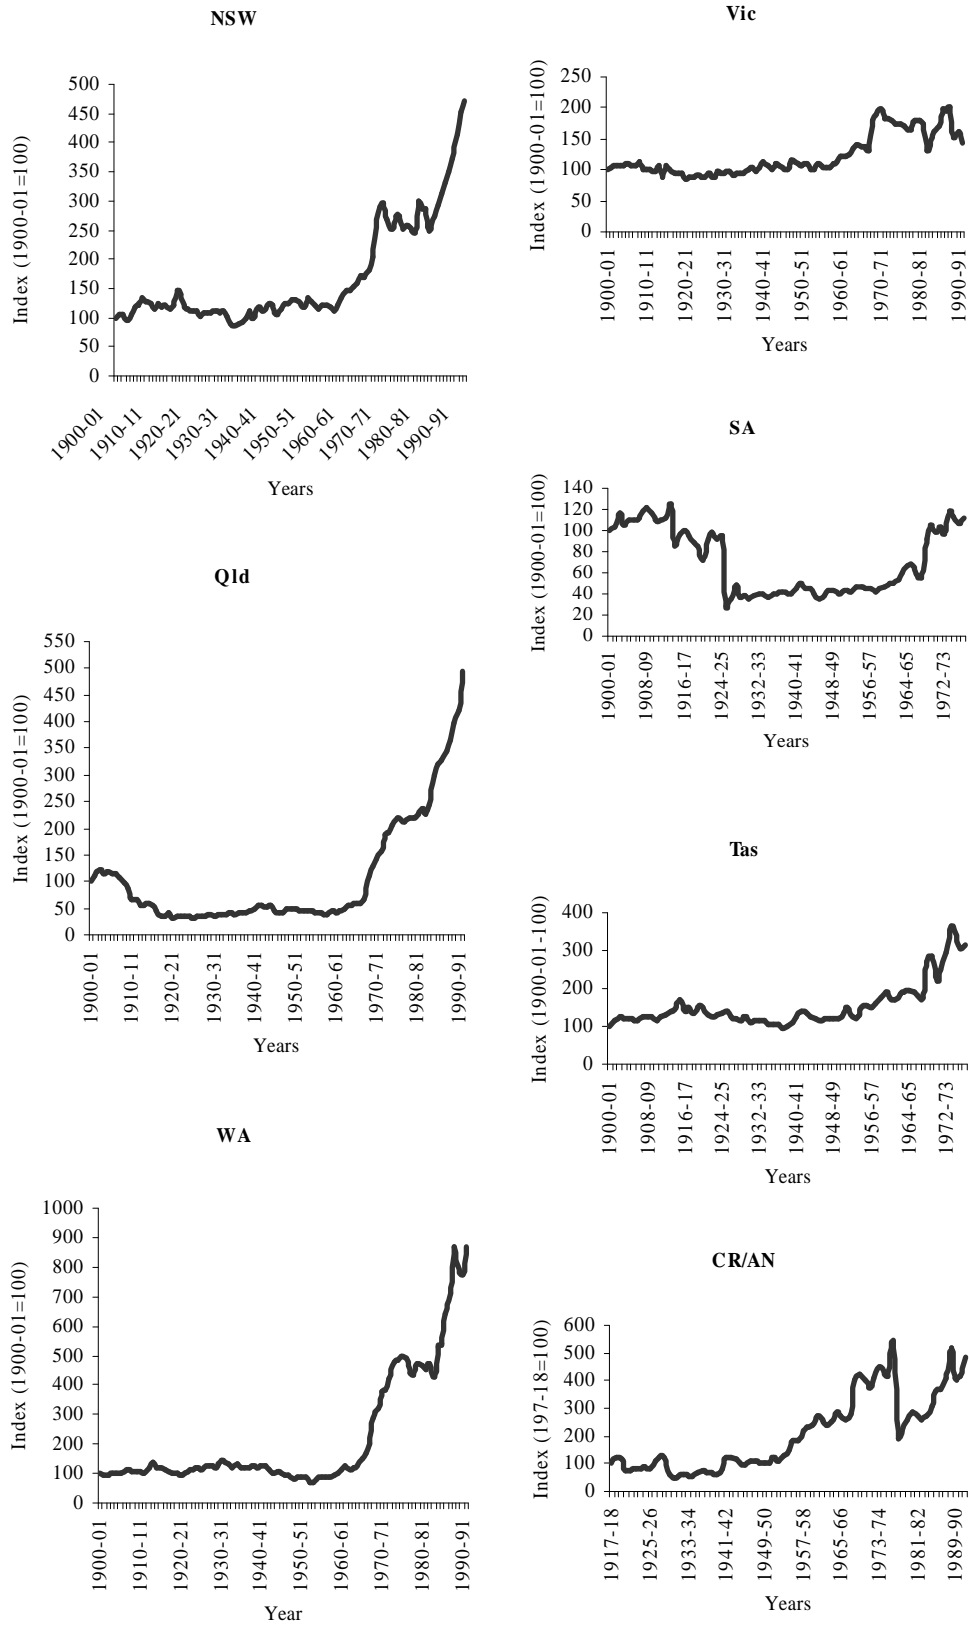 NSW
Index (1900-01=100)
500
450
400
350
300
250
200
150
100
50
0
1900-01 1910-11 1920-21 1930-31 1940-41 1950-51 1960-61 1970-71 1980-81 1990-91
Years
Vic
Index (1900-01=100)
250
200
150
100
50
0
1900-01 1910-11 1920-21 1930-31 1940-41 1950-51 1960-61 1970-71 1980-81 1990-91
Years
SA
Index (1900-01=100)
140
120
100
80
60
40
20
0
1900-01 1908-09 1916-17 1924-25 1932-33 1940-41 1948-49 1956-57 1964-65 1972-73
Years
Qld
Index (1900-01=100)
550
500
450
400
350
300
250
200
150
100
50
0
1900-01 1910-11 1920-21 1930-31 1940-41 1950-51 1960-61 1970-71 1980-81 1990-91
Years
Tas
Index (1900-01-100)
400
300
200
100
0
1900-01 1908-09 1916-17 1924-25 1932-33 1940-41 1948-49 1956-57 1964-65 1972-73
Years
WA
Index (1900-01=100)
1000
900
800
700
600
500
400
300
200
100
0
1900-01 1910-11 1920-21 1930-31 1940-41 1950-51 1960-61 1970-71 1980-81 1990-91
Year
CR/AN
Index (197-18=100)
600
500
400
300
200
100
0
1917-18 1925-26 1933-34 1941-42 1949-50 1957-58 1965-66 1973-74 1981-82 1989-90
Years